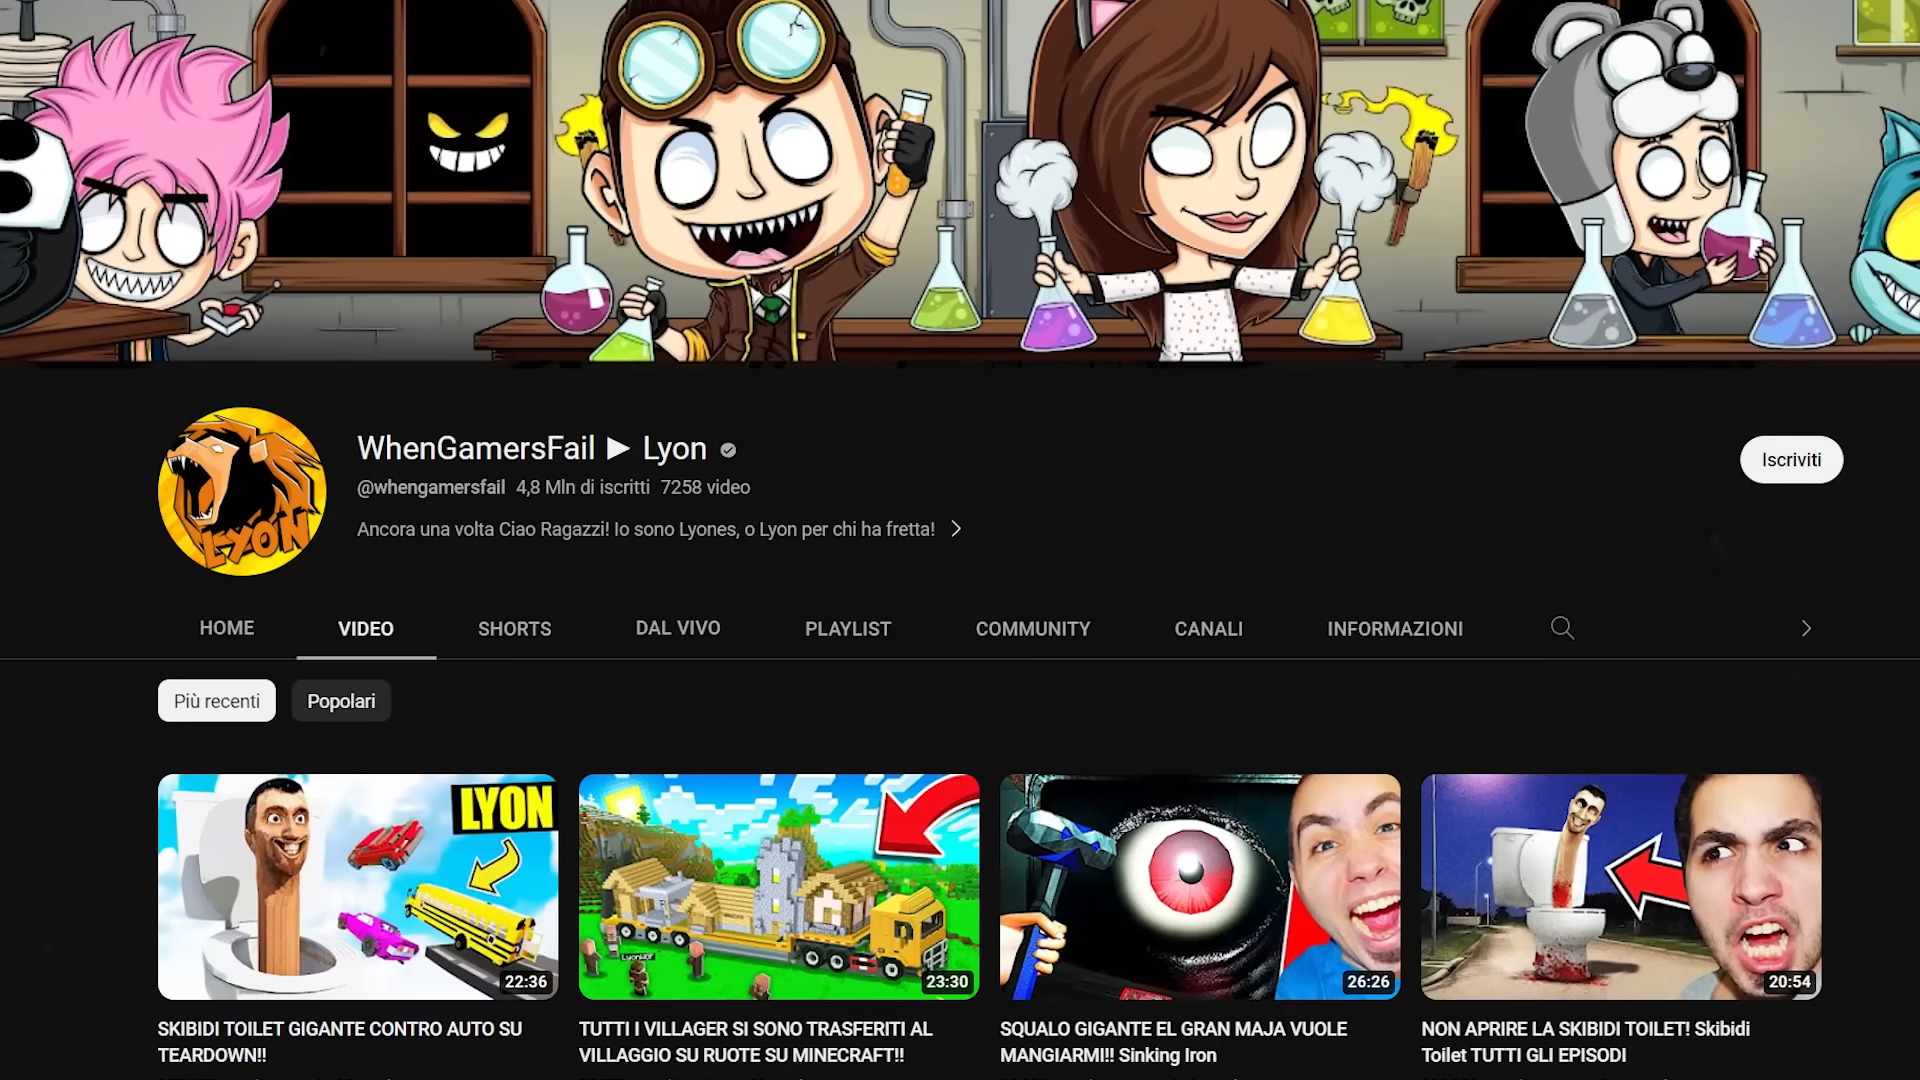 WhenGamersFail ▶ Lyon
@whengamersfail 4,8 Mln di iscritti 7258 video
Ancora una volta Ciao Ragazzi! Io sono Lyones, o Lyon per chi ha fretta!
LYON
Iscriviti
HOME VIDEO SHORTS DAL VIVO PLAYLIST COMMUNITY CANALI INFORMAZIONI
Più recenti Popolari
LYON
22:36
23:30
26:26
20:54
SKIBIDI TOILET GIGANTE CONTRO AUTO SU
TEARDOWN!!
TUTTI I VILLAGER SI SONO TRASFERITI AL
VILLAGGIO SU RUOTE SU MINECRAFT!!
SQUALO GIGANTE EL GRAN MAJA VUOLE
MANGIARMI!! Sinking Iron
NON APRIRE LA SKIBIDI TOILET! Skibidi
Toilet TUTTI GLI EPISODI